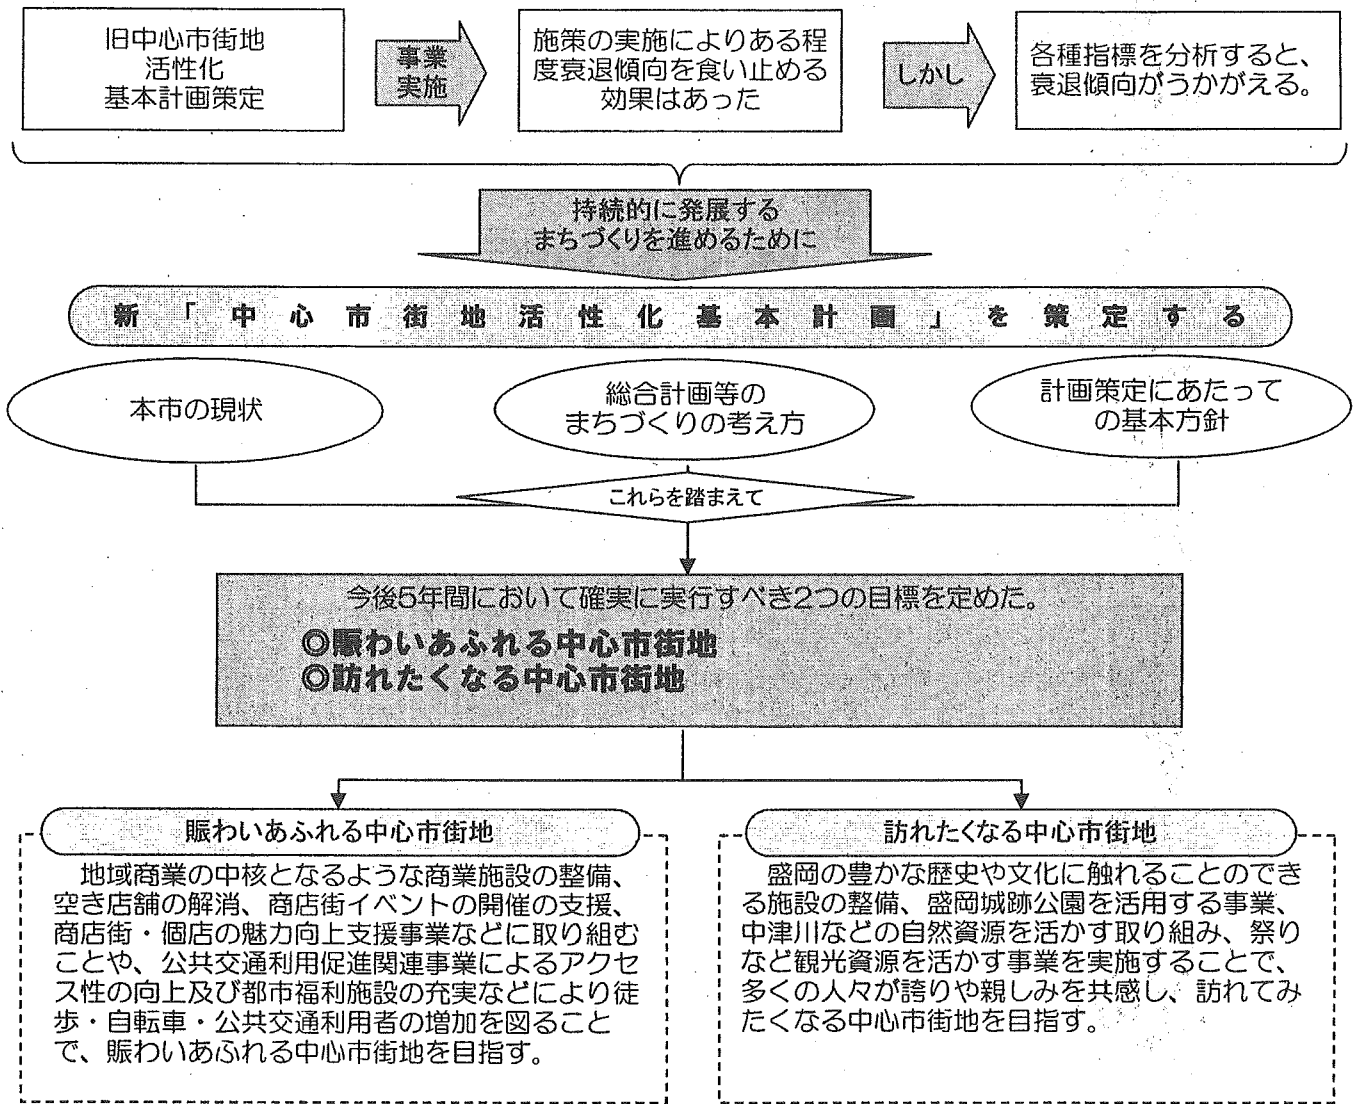 旧中心市街地
活性化
基本計画策定
事業
実施
施策の実施によりある程
度衰退傾向を食い止める
効果はあった
しかし
各種指標を分析すると、
衰退傾向がうかがえる。
持続的に発展する
まちづくりを進めるために
新「中心市街地活性化基本計画」を策定する
本市の現状
総合計画等の
まちづくりの考え方
計画策定にあたって
の基本方針
これらを踏まえて
今後5年間において確実に実行すべき2つの目標を定めた。
◎賑わいあふれる中心市街地
◎訪れたくなる中心市街地
賑わいあふれる中心市街地
地域商業の中核となるような商業施設の整備、
空き店舗の解消、商店街イベントの開催の支援、
商店街・個店の魅力向上支援事業などに取り組む
ことや、公共交通利用促進関連事業によるアクセ
ス性の向上及び都市福利施設の充実などにより徒
歩・自転車・公共交通利用者の増加を図ること
で、賑わいあふれる中心市街地を目指す。
訪れたくなる中心市街地
盛岡の豊かな歴史や文化に触れることのでき
る施設の整備、盛岡城跡公園を活用する事業、
中津川などの自然資源を活かす取り組み、祭り
など観光資源を活かす事業を実施することで、
多くの人々が誇りや親しみを共感し、訪れてみ
たくなる中心市街地を目指す。